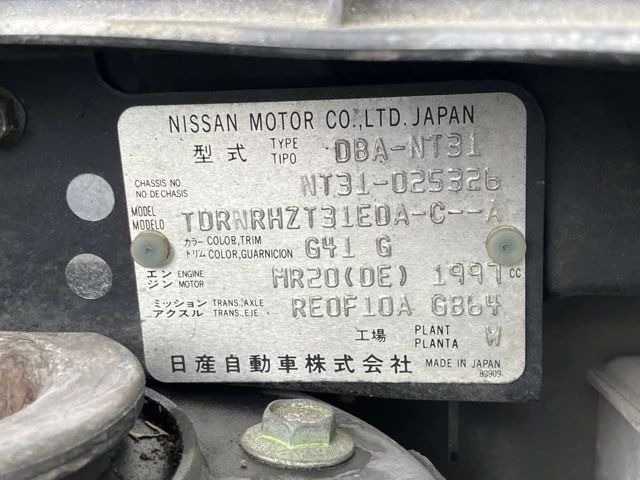 NISSAN MOTOR CO.,LTD. JAPAN
型式 TYPE TIPO DBA-NT31
CHASSIS NO. NO DE CHASIS NT31-025326
MODEL MODELO TDRNRHZT31EDA-C--A
カラー トリム COLOR, TRIM COLOR, GUARNICION G41 G
エンジン ENGINE MOTOR MR20(DE) 1997 cc
ミッション アクスル TRANS., AXLE TRANS., EJE RE0F10A GB64
工場 PLANT PLANTA W
日産自動車株式会社 MADE IN JAPAN
8G909